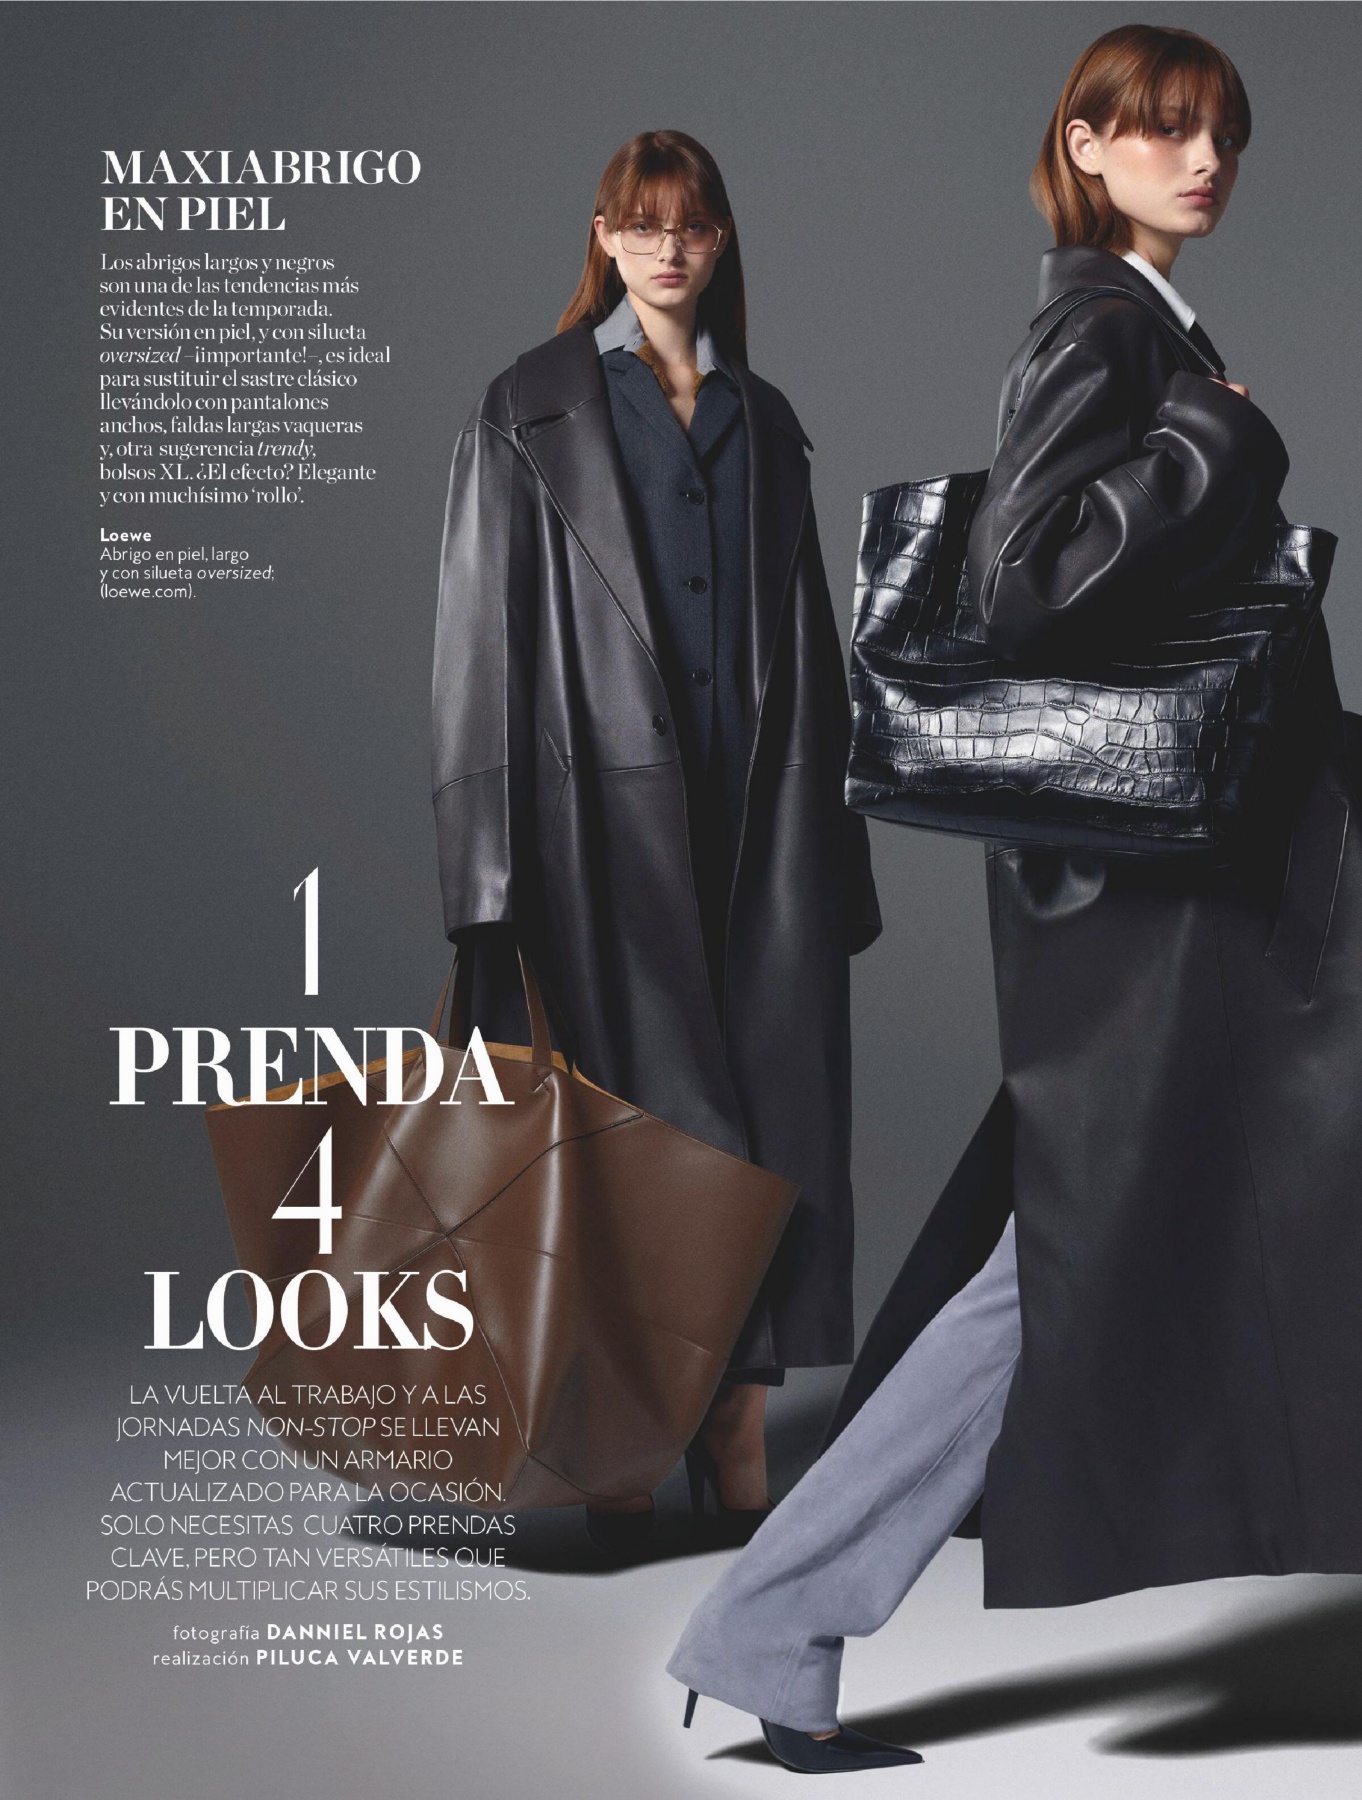 MAXIABRIGO
EN PIEL
Los abrigos largos y negros
son una de las tendencias más
evidentes de la temporada.
Su versión en piel, y con silueta
oversized –¡importante!–, es ideal
para sustituir el sastre clásico
llevándolo con pantalones
anchos, faldas largas vaqueras
y, otra sugerencia trendy,
bolsos XL. ¿El efecto? Elegante
y con muchísimo ‘rollo’.
Loewe
Abrigo en piel, largo
y con silueta oversized;
(loewe.com).
1
PRENDA
4
LOOKS
LA VUELTA AL TRABAJO Y A LAS
JORNADAS NON-STOP SE LLEVAN
MEJOR CON UN ARMARIO
ACTUALIZADO PARA LA OCASIÓN.
SOLO NECESITAS CUATRO PRENDAS
CLAVE, PERO TAN VERSÁTILES QUE
PODRÁS MULTIPLICAR SUS ESTILISMOS.
fotografía DANNIEL ROJAS
realización PILUCA VALVERDE